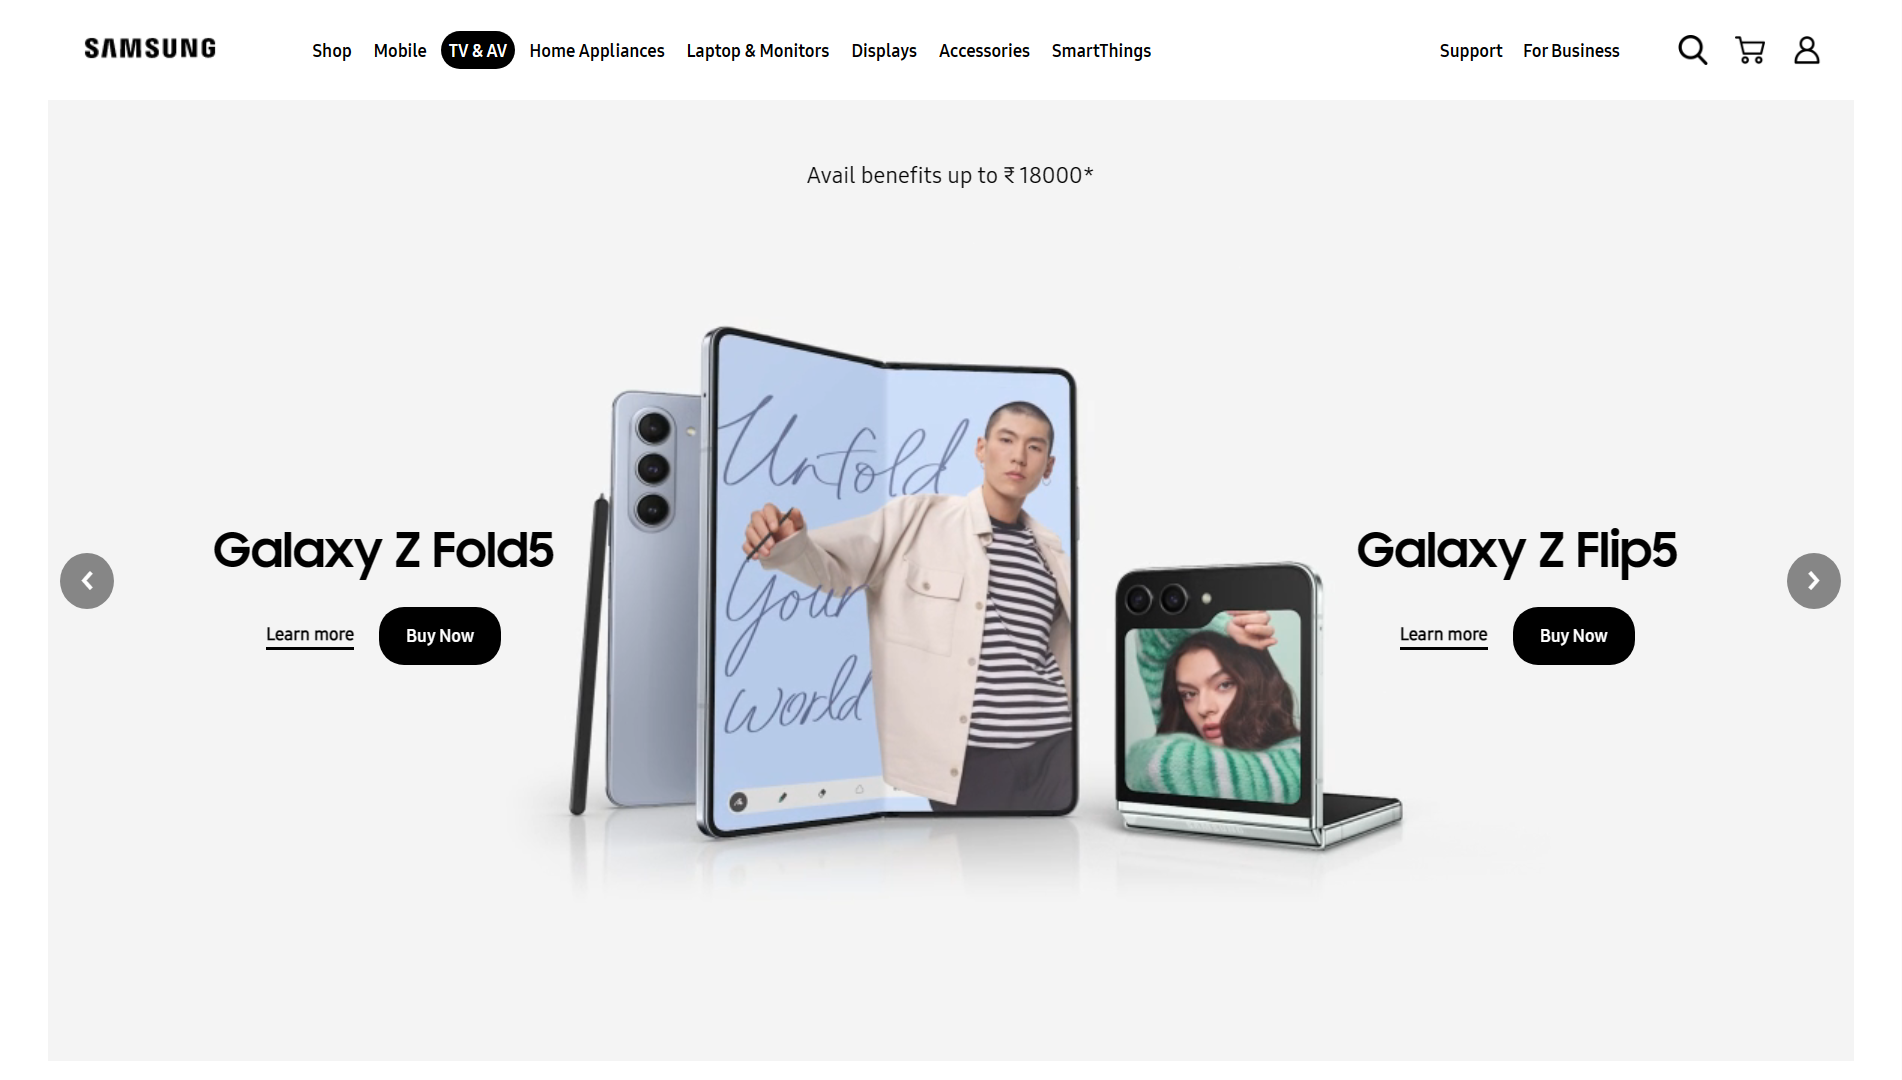 SAMSUNG
Shop Mobile TV & AV Home Appliances Laptop & Monitors Displays Accessories SmartThings Support For Business
Avail benefits up to ₹ 18000*
Unfold
Your
world
Galaxy Z Fold5
Learn more Buy Now
Galaxy Z Flip5
Learn more Buy Now